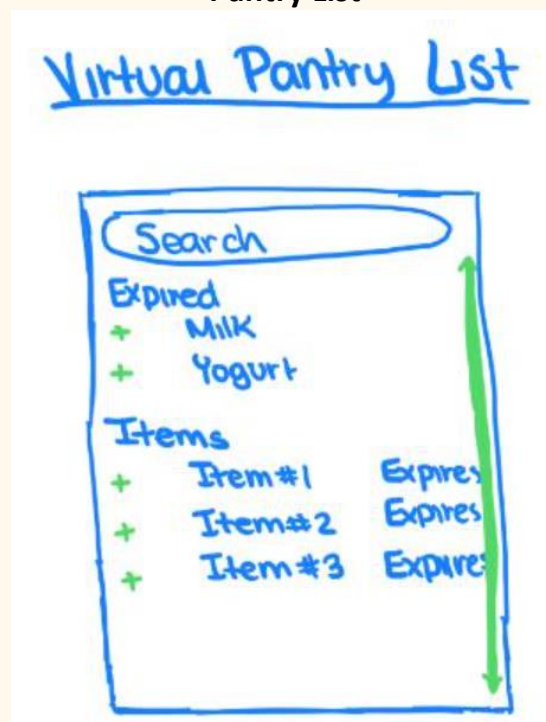 Pantry List
Virtual Pantry List
Search
Expired
+ Milk
+ Yogurt
Items
+ Item #1 Expires
+ Item #2 Expires
+ Item #3 Expires